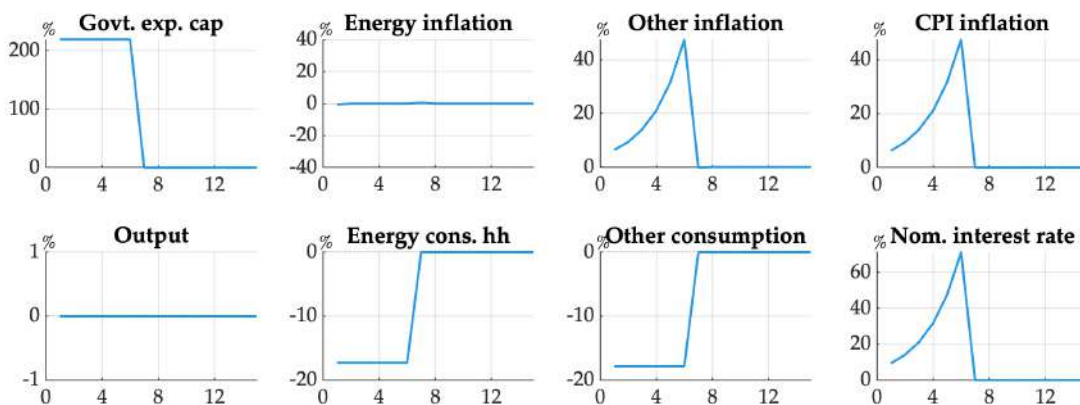 Govt. exp. cap
%
200
100
0
0 4 8 12
Energy inflation
%
40
20
0
-20
-40
0 4 8 12
Other inflation
%
40
20
0
0 4 8 12
CPI inflation
%
40
20
0
0 4 8 12
Output
%
1
0
-1
0 4 8 12
Energy cons. hh
0%
-10
-20
0 4 8 12
Other consumption
0%
-10
-20
0 4 8 12
Nom. interest rate
%
60
40
20
0
0 4 8 12